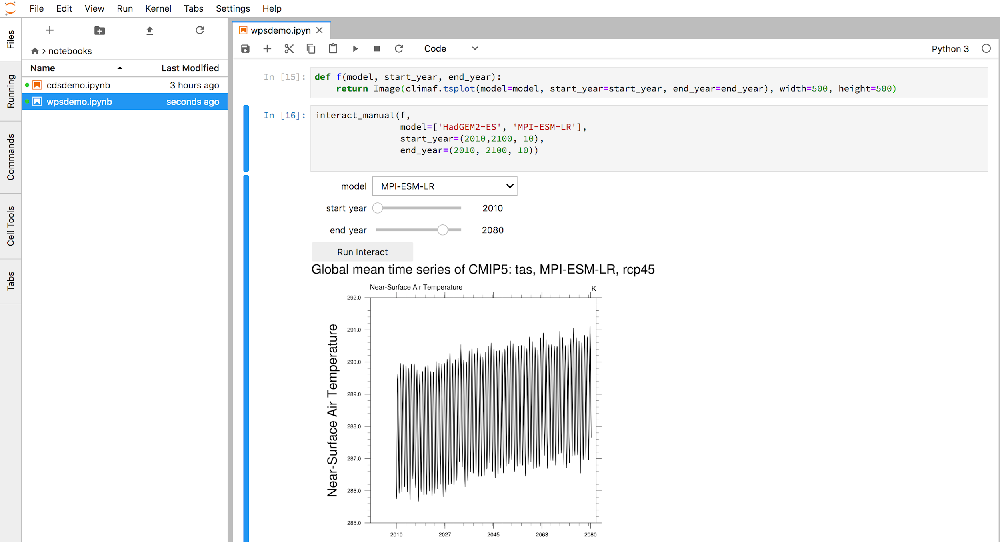 File Edit View Run Kernel Tabs Settings Help
Files
Running
Commands
Cell Tools
Tabs
> notebooks
Name Last Modified
cdsdemo.ipynb 3 hours ago
wpsdemo.ipynb seconds ago
wpsdemo.ipyn
Code Python 3
In [15]: def f(model, start_year, end_year):
return Image(climaf.tsplot(model=model, start_year=start_year, end_year=end_year), width=500, height=500)
In [16]: interact_manual(f,
model=['HadGEM2-ES', 'MPI-ESM-LR'],
start_year=(2010,2100, 10),
end_year=(2010, 2100, 10))
model MPI-ESM-LR
start_year 2010
end_year 2080
Run Interact
Global mean time series of CMIP5: tas, MPI-ESM-LR, rcp45
Near-Surface Air Temperature K
Near-Surface Air Temperature
292.0
291.0
290.0
289.0
288.0
287.0
286.0
285.0
2010 2027 2045 2063 2080